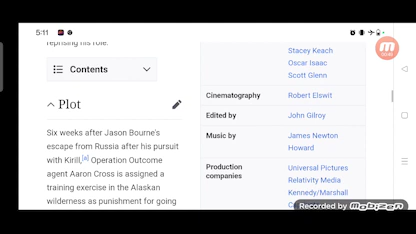 5:11
reprising his role.
Contents
Plot
Six weeks after Jason Bourne's
escape from Russia after his pursuit
with Kirill,[a] Operation Outcome
agent Aaron Cross is assigned a
training exercise in the Alaskan
wilderness as punishment for going
Stacey Keach
Oscar Isaac
Scott Glenn
Cinematography Robert Elswit
Edited by John Gilroy
Music by James Newton
Howard
Production
companies
Universal Pictures
Relativity Media
Kennedy/Marshall
Recorded by Mobizen